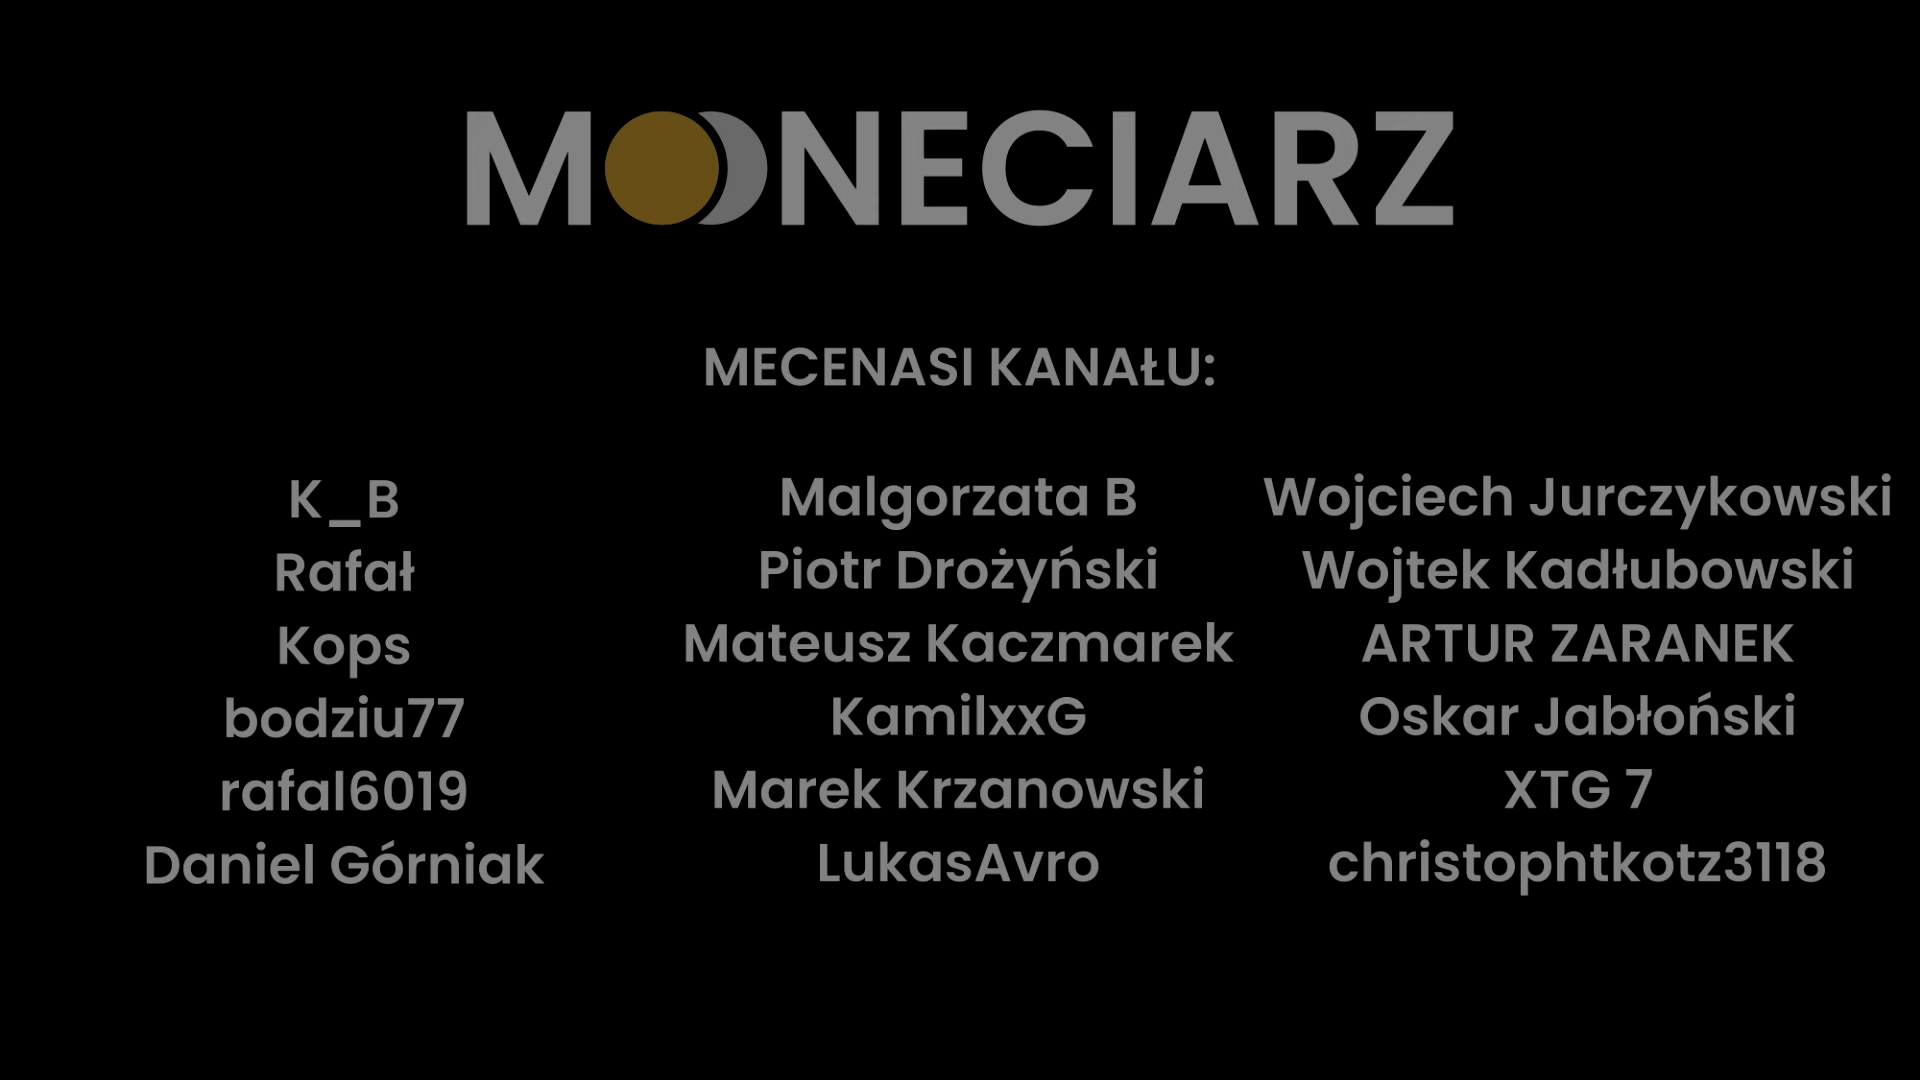 MOONECIARZ
MECENASI KANAŁU:
K_B
Rafał
Kops
bodziu77
rafal6019
Daniel Górniak
Malgorzata B
Piotr Drożyński
Mateusz Kaczmarek
KamilxxG
Marek Krzanowski
LukasAvro
Wojciech Jurczykowski
Wojtek Kadłubowski
ARTUR ZARANEK
Oskar Jabłoński
XTG 7
christophtkotz3118